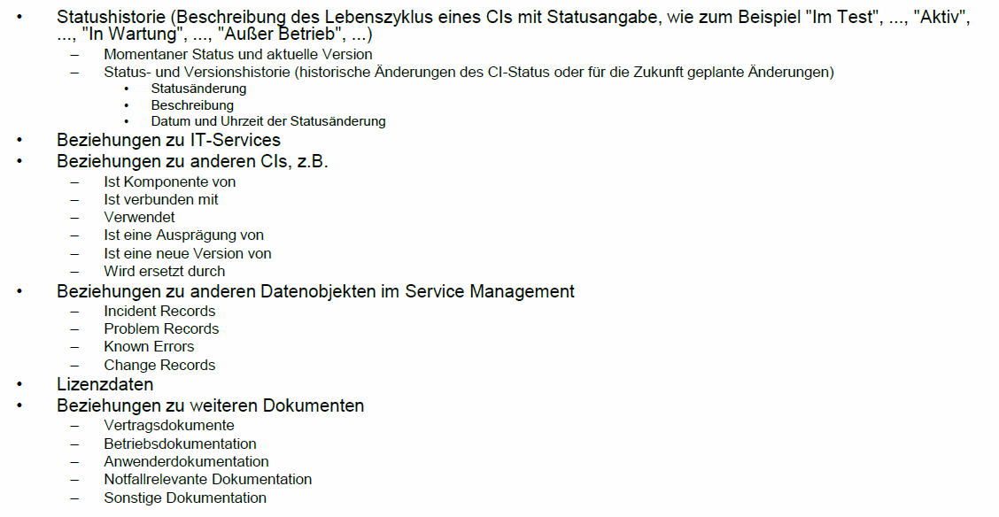 • Statushistorie (Beschreibung des Lebenszyklus eines CIs mit Statusangabe, wie zum Beispiel "Im Test", ..., "Aktiv",
..., "In Wartung", ..., "Außer Betrieb", ...)
– Momentaner Status und aktuelle Version
– Status- und Versionshistorie (historische Änderungen des CI-Status oder für die Zukunft geplante Änderungen)
• Statusänderung
• Beschreibung
• Datum und Uhrzeit der Statusänderung
• Beziehungen zu IT-Services
• Beziehungen zu anderen CIs, z.B.
– Ist Komponente von
– Ist verbunden mit
– Verwendet
– Ist eine Ausprägung von
– Ist eine neue Version von
– Wird ersetzt durch
• Beziehungen zu anderen Datenobjekten im Service Management
– Incident Records
– Problem Records
– Known Errors
– Change Records
• Lizenzdaten
• Beziehungen zu weiteren Dokumenten
– Vertragsdokumente
– Betriebsdokumentation
– Anwenderdokumentation
– Notfallrelevante Dokumentation
– Sonstige Dokumentation